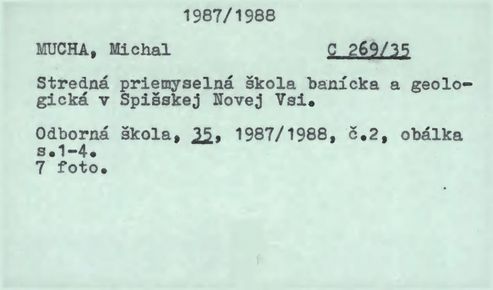 1987/1988
MUCHA, Michal C 269/35
Stredná priemyselná škola banícka a geolo-
gická v Spišskej Novej Vsi.
Odborná škola, 35, 1987/1988, č.2, obálka
s.1-4.
7 foto.